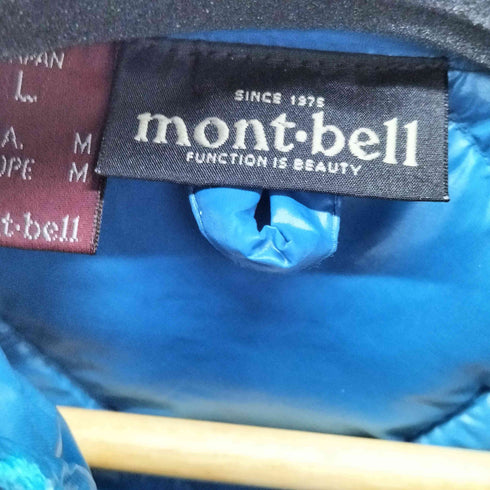 SINCE 1975
mont·bell
FUNCTION IS BEAUTY
L
M
M
bell